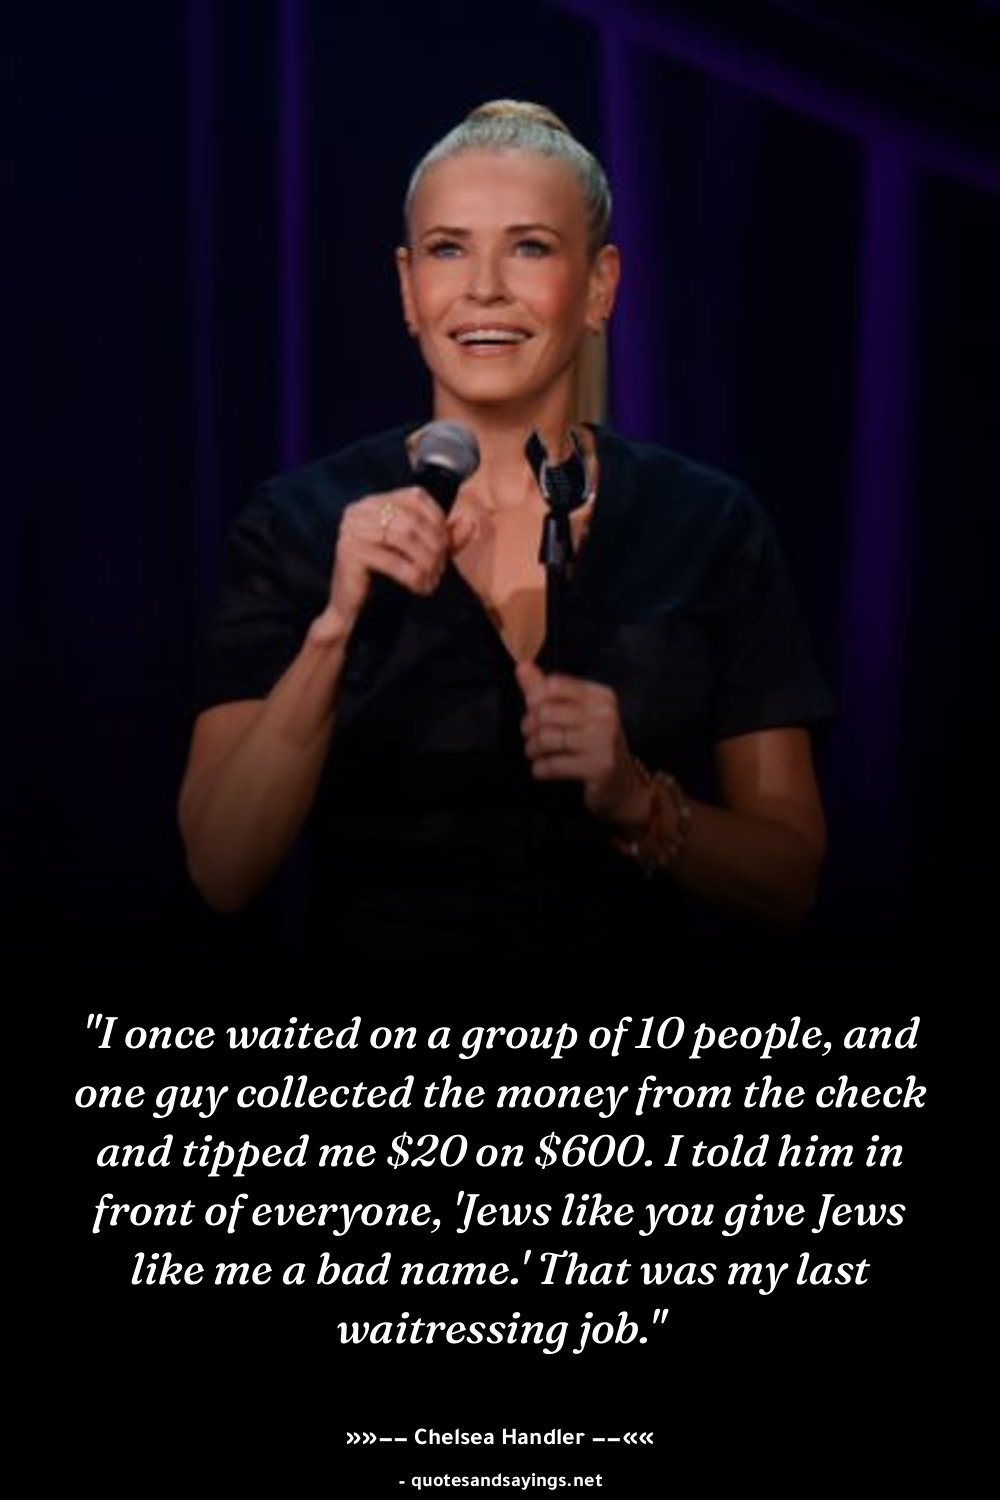 "I once waited on a group of 10 people, and
one guy collected the money from the check
and tipped me $20 on $600. I told him in
front of everyone, 'Jews like you give Jews
like me a bad name.' That was my last
waitressing job."
»»−− Chelsea Handler −−««
- quotesandsayings.net